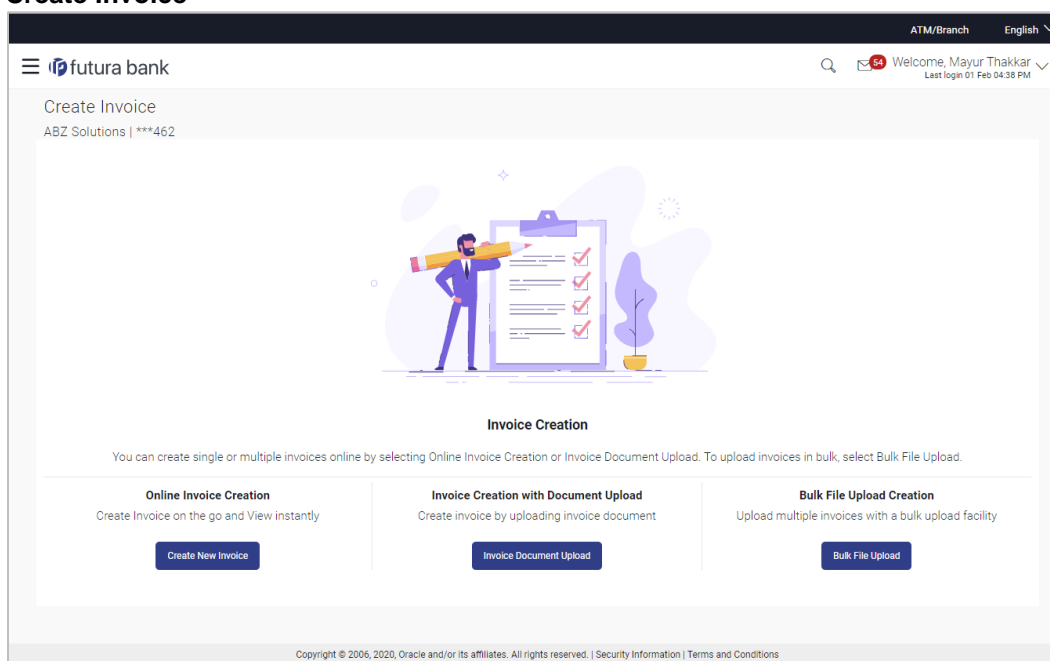 Create Invoice
ATM/Branch English
futura bank
54 Welcome, Mayur Thakkar
Last login 01 Feb 04:38 PM
Create Invoice
ABZ Solutions | ***462
Invoice Creation
You can create single or multiple invoices online by selecting Online Invoice Creation or Invoice Document Upload. To upload invoices in bulk, select Bulk File Upload.
Online Invoice Creation Invoice Creation with Document Upload Bulk File Upload Creation
Create Invoice on the go and View instantly Create invoice by uploading invoice document Upload multiple invoices with a bulk upload facility
Create New Invoice Invoice Document Upload Bulk File Upload
Copyright © 2006, 2020, Oracle and/or its affiliates. All rights reserved. | Security Information | Terms and Conditions